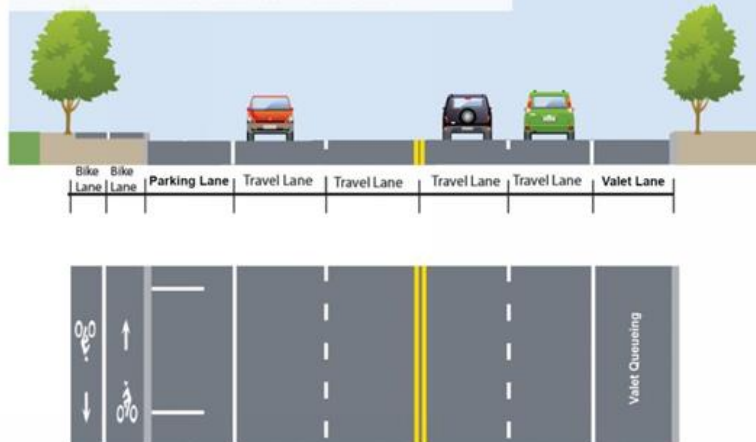 Bike Lane
Bike Lane
Parking Lane
Travel Lane
Travel Lane
Travel Lane
Travel Lane
Valet Lane
Valet Queueing